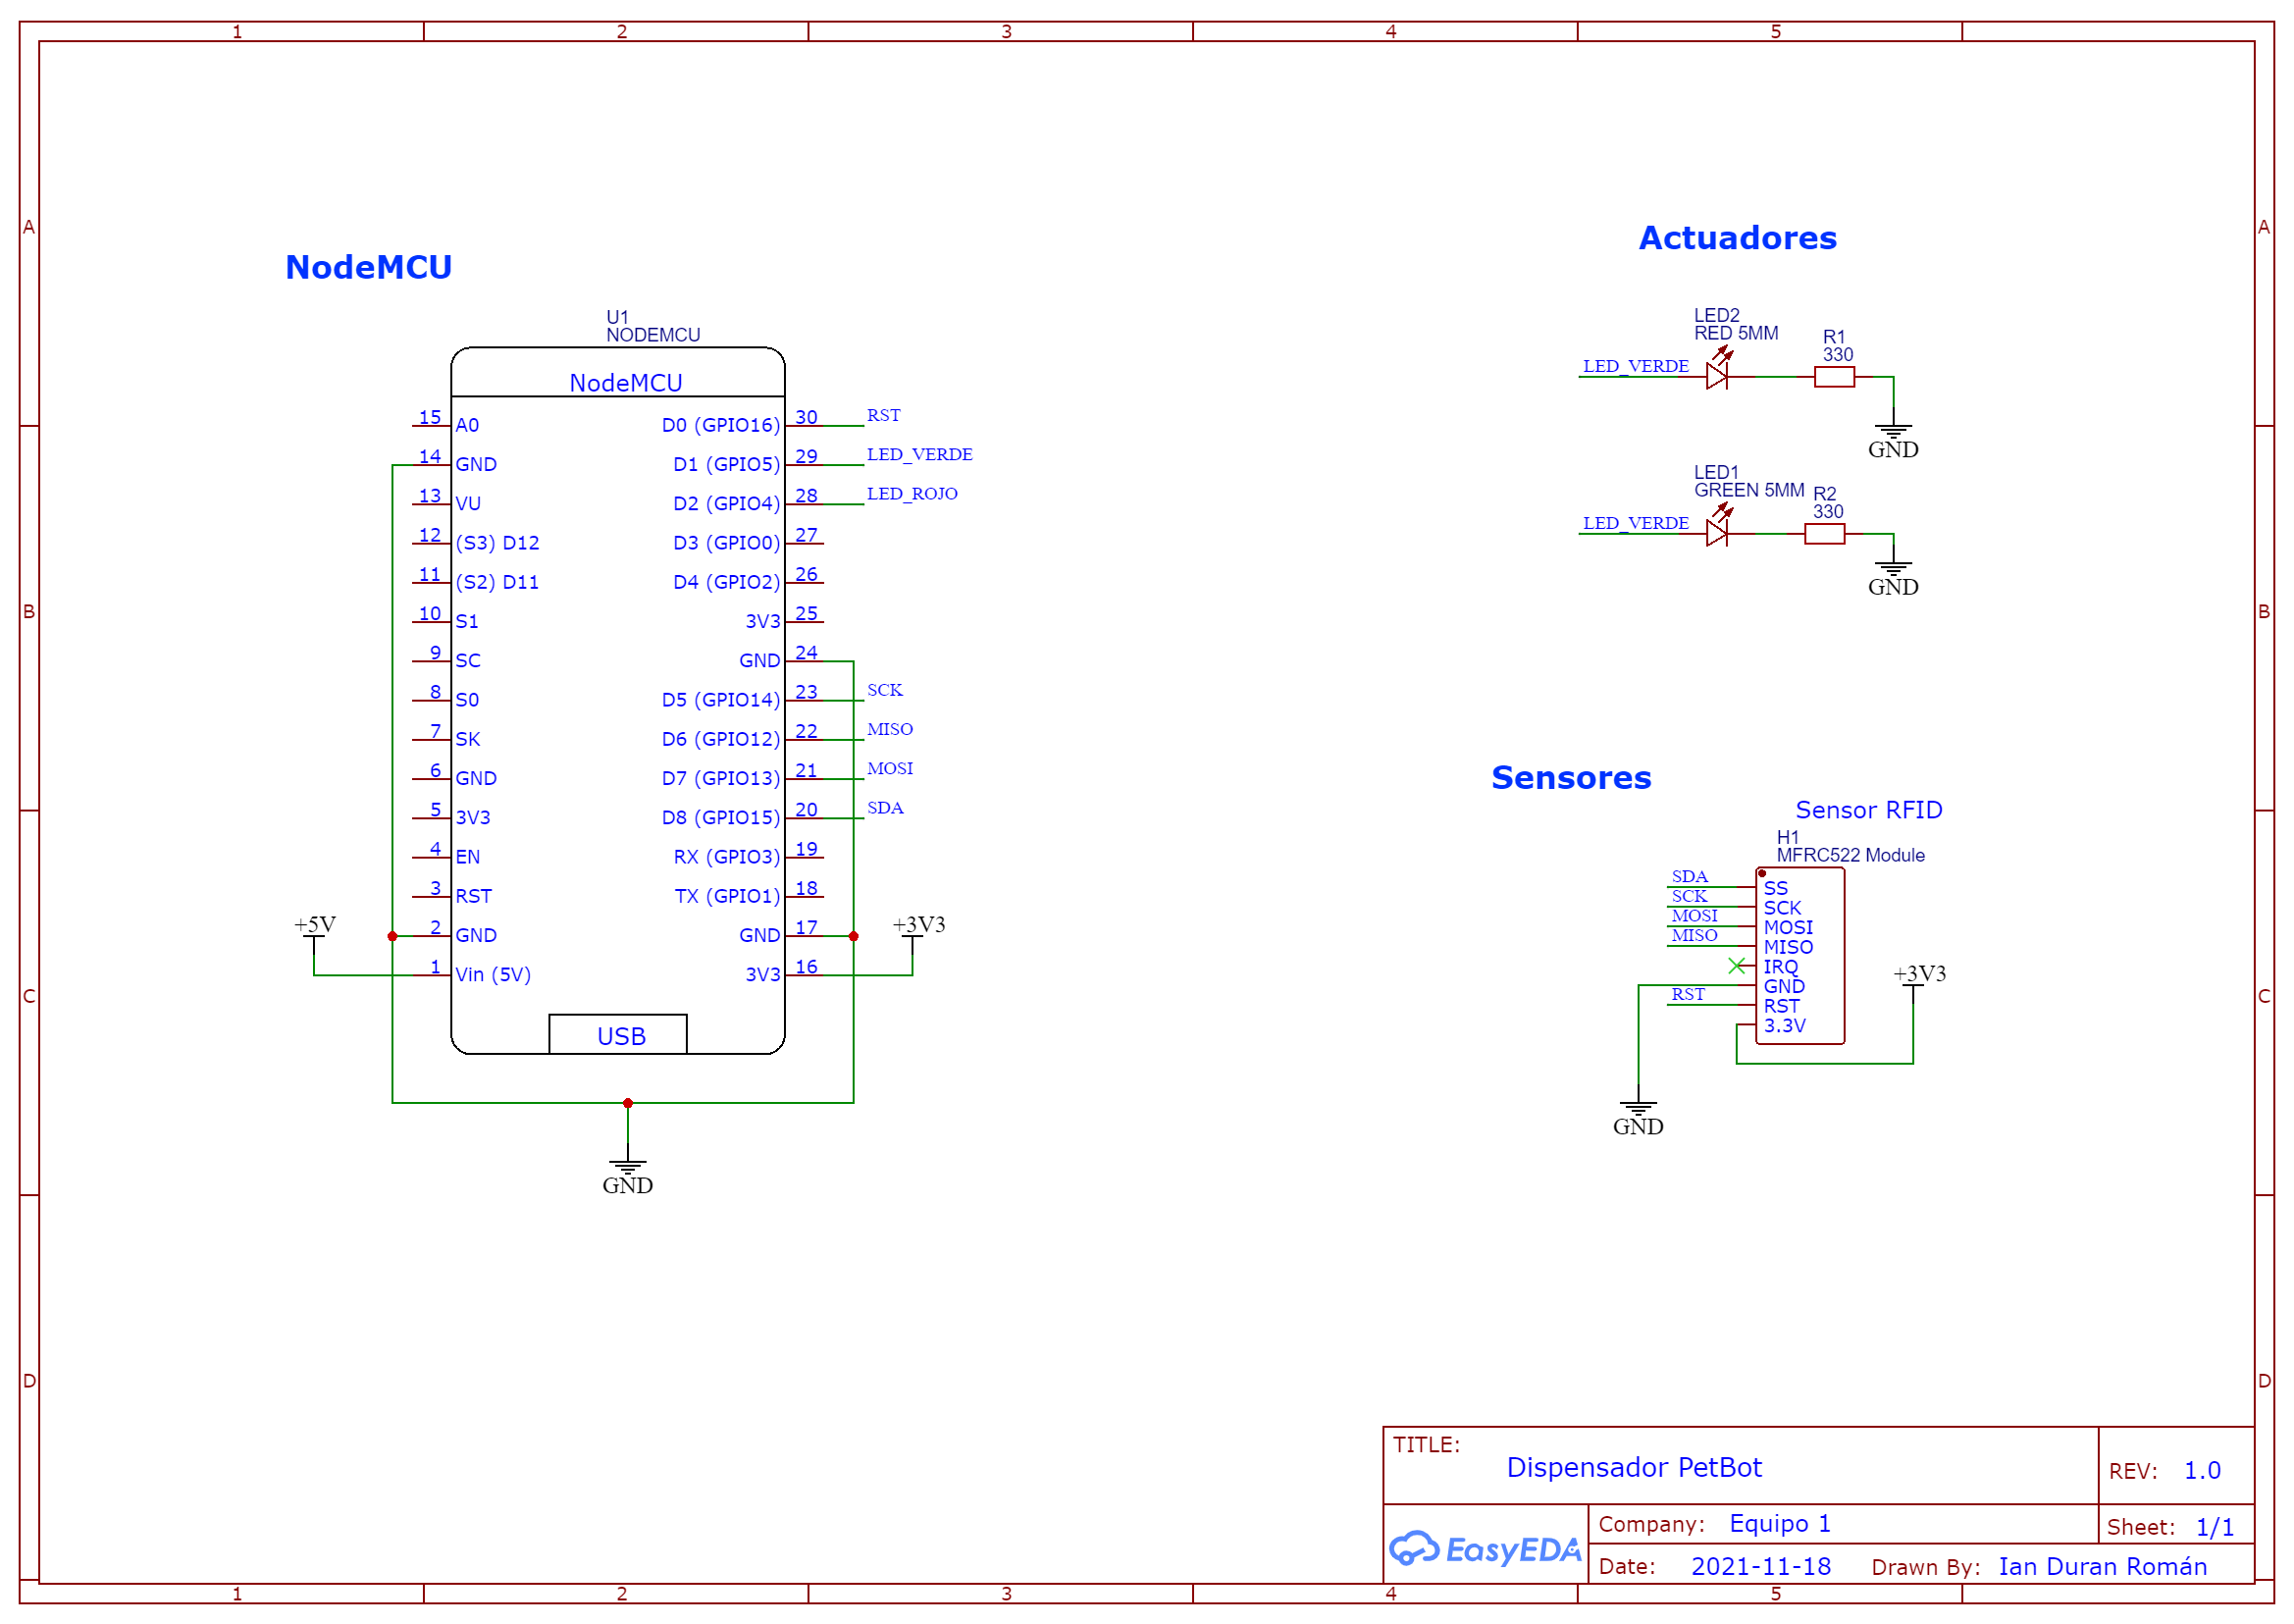 1 2 3 4 5
A
B
C
D
A
B
C
D
NodeMCU
U1
NODEMCU
NodeMCU
15 A0
14 GND
13 VU
12 (S3) D12
11 (S2) D11
10 S1
9 SC
8 S0
7 SK
6 GND
5 3V3
4 EN
3 RST
2 GND
1 Vin (5V)
D0 (GPIO16) 30 RST
D1 (GPIO5) 29 LED_VERDE
D2 (GPIO4) 28 LED_ROJO
D3 (GPIO0) 27
D4 (GPIO2) 26
3V3 25
GND 24
D5 (GPIO14) 23 SCK
D6 (GPIO12) 22 MISO
D7 (GPIO13) 21 MOSI
D8 (GPIO15) 20 SDA
RX (GPIO3) 19
TX (GPIO1) 18
GND 17
3V3 16
+5V
+3V3
USB
GND
Actuadores
LED2
RED 5MM
R1
330
LED_VERDE
GND
LED1
GREEN 5MM
R2
330
LED_VERDE
GND
Sensores
Sensor RFID
H1
MFRC522 Module
SDA SS
SCK SCK
MOSI MOSI
MISO MISO
IRQ
GND
RST RST
3.3V
+3V3
GND
TITLE:
Dispensador PetBot
REV: 1.0
EasyEDA
Company: Equipo 1
Sheet: 1/1
Date: 2021-11-18
Drawn By: Ian Duran Román
1 2 3 4 5